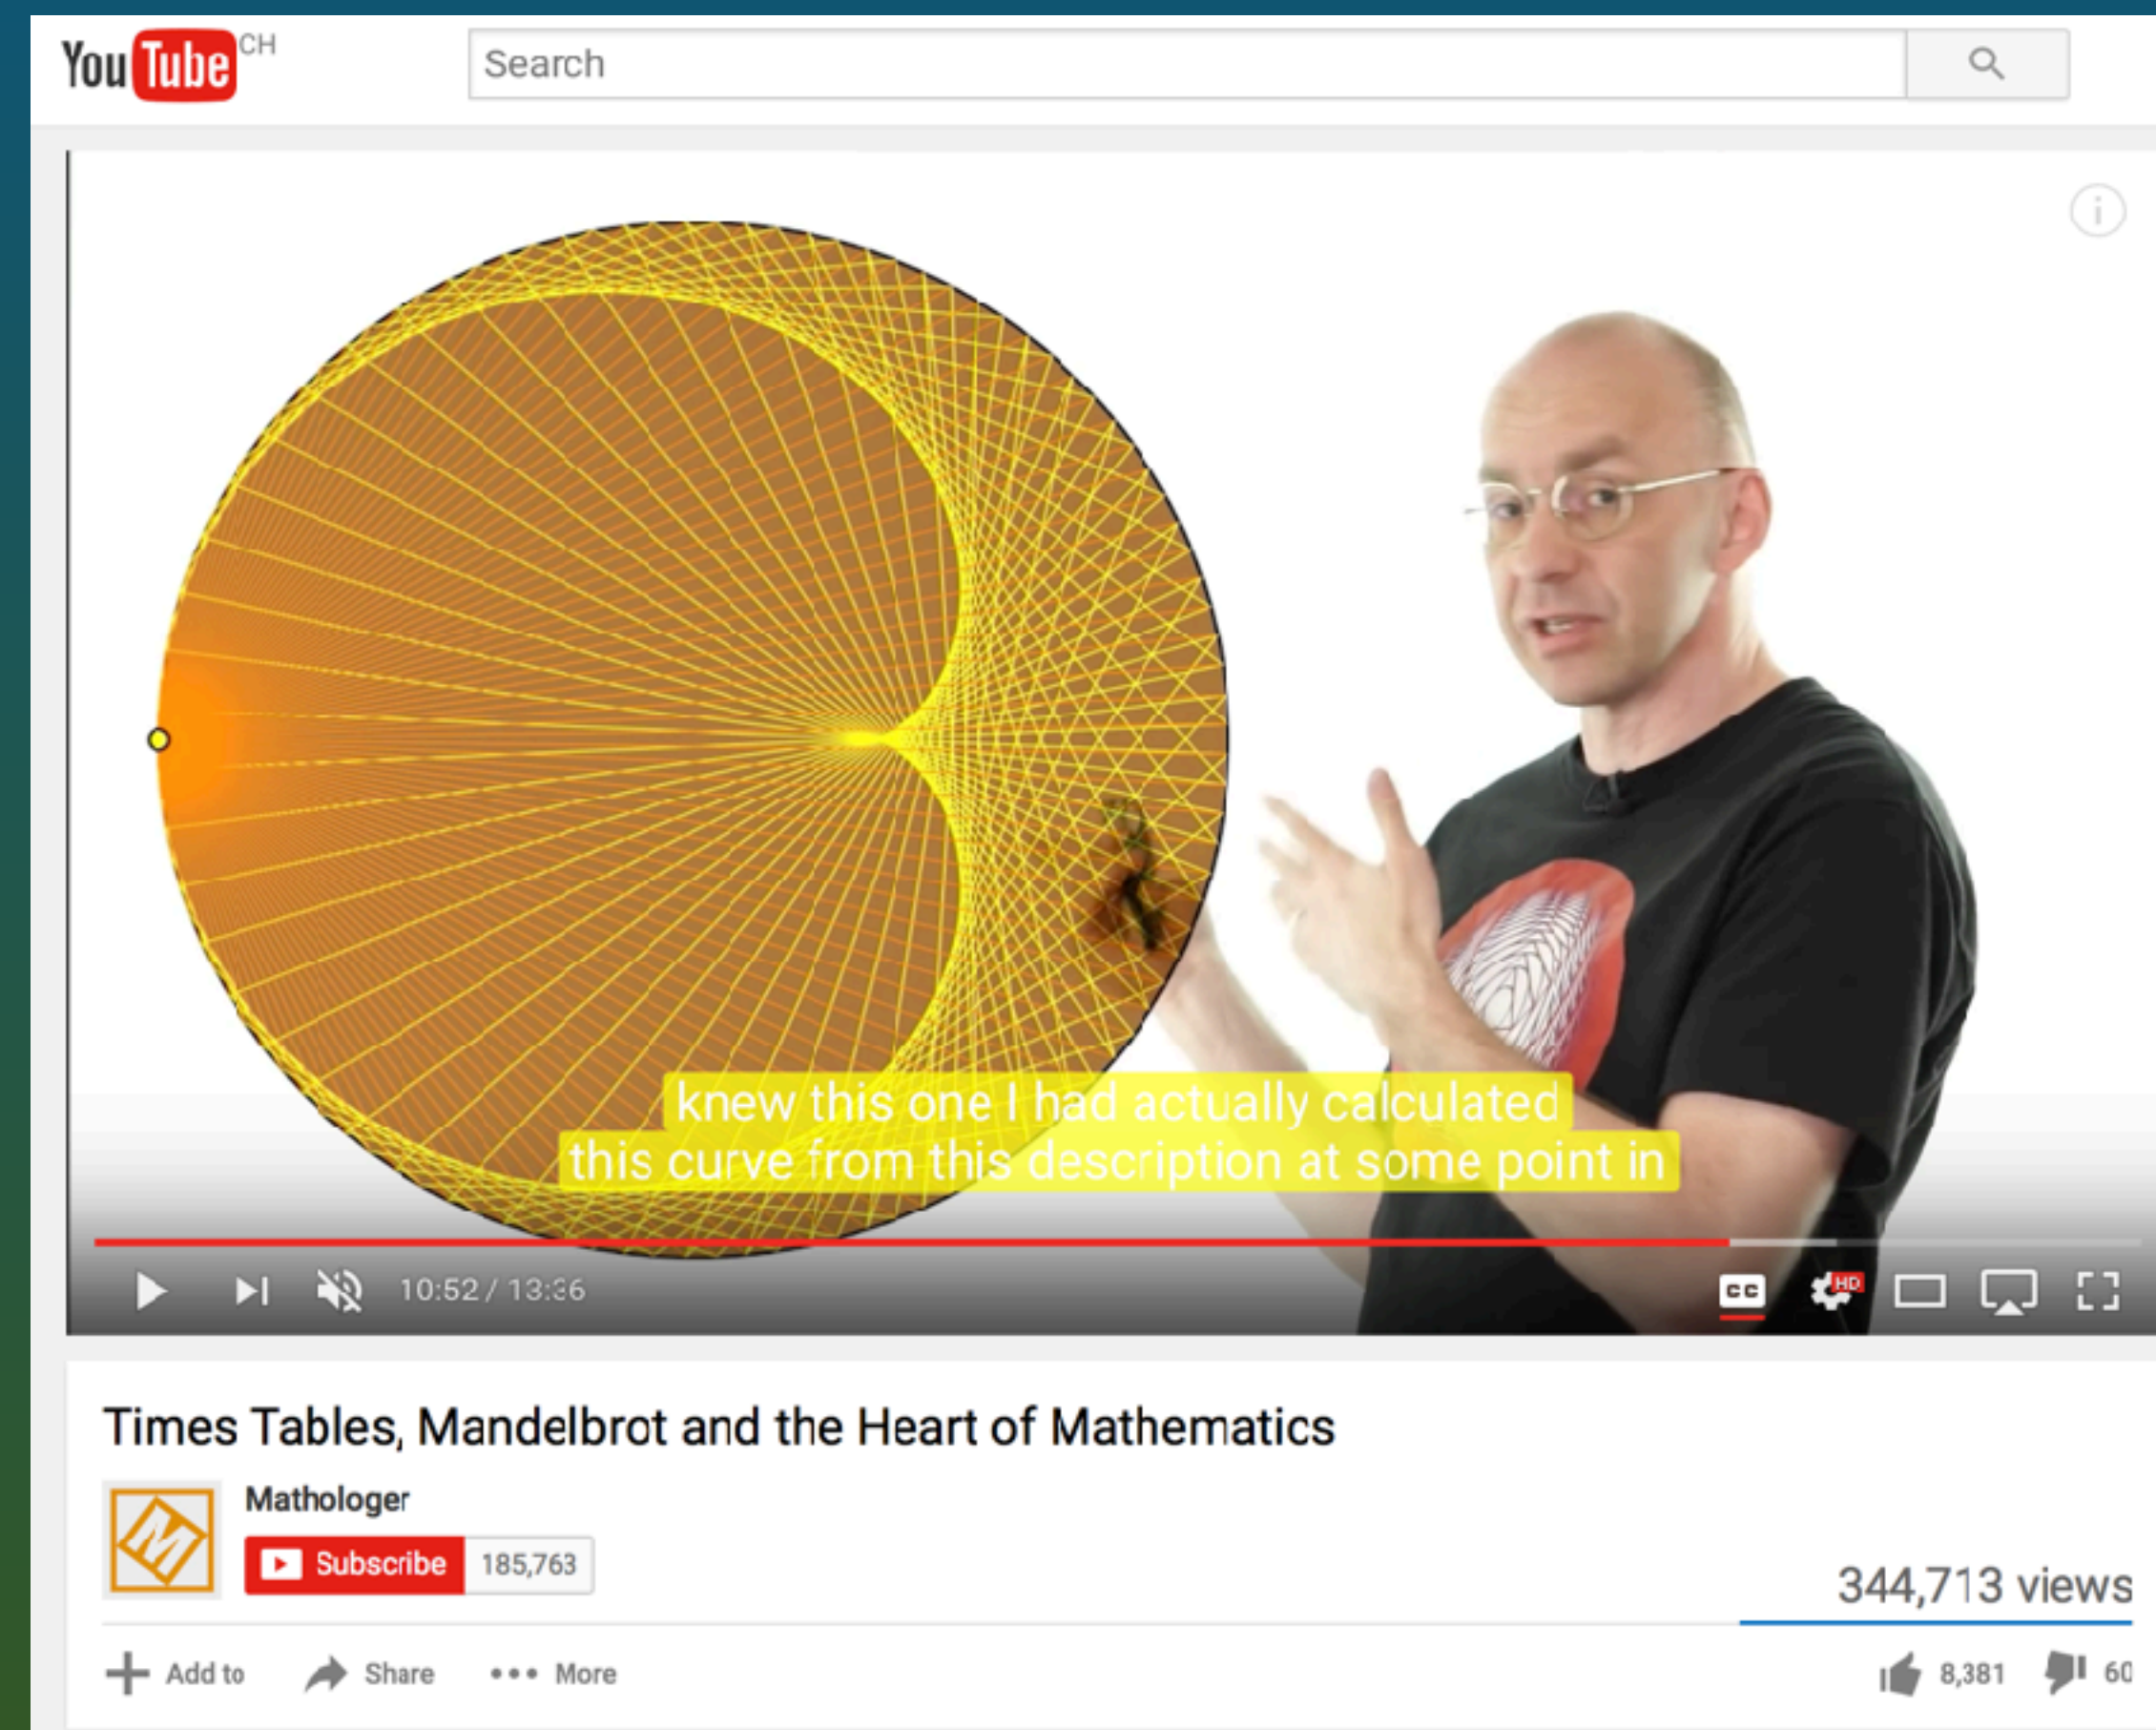 YouTube CH
Search
knew this one I had actually calculated
this curve from this description at some point in
10:52 / 13:36
CC
HD
Times Tables, Mandelbrot and the Heart of Mathematics
Mathologer
Subscribe 185,763
344,713 views
Add to Share More
8,381 60